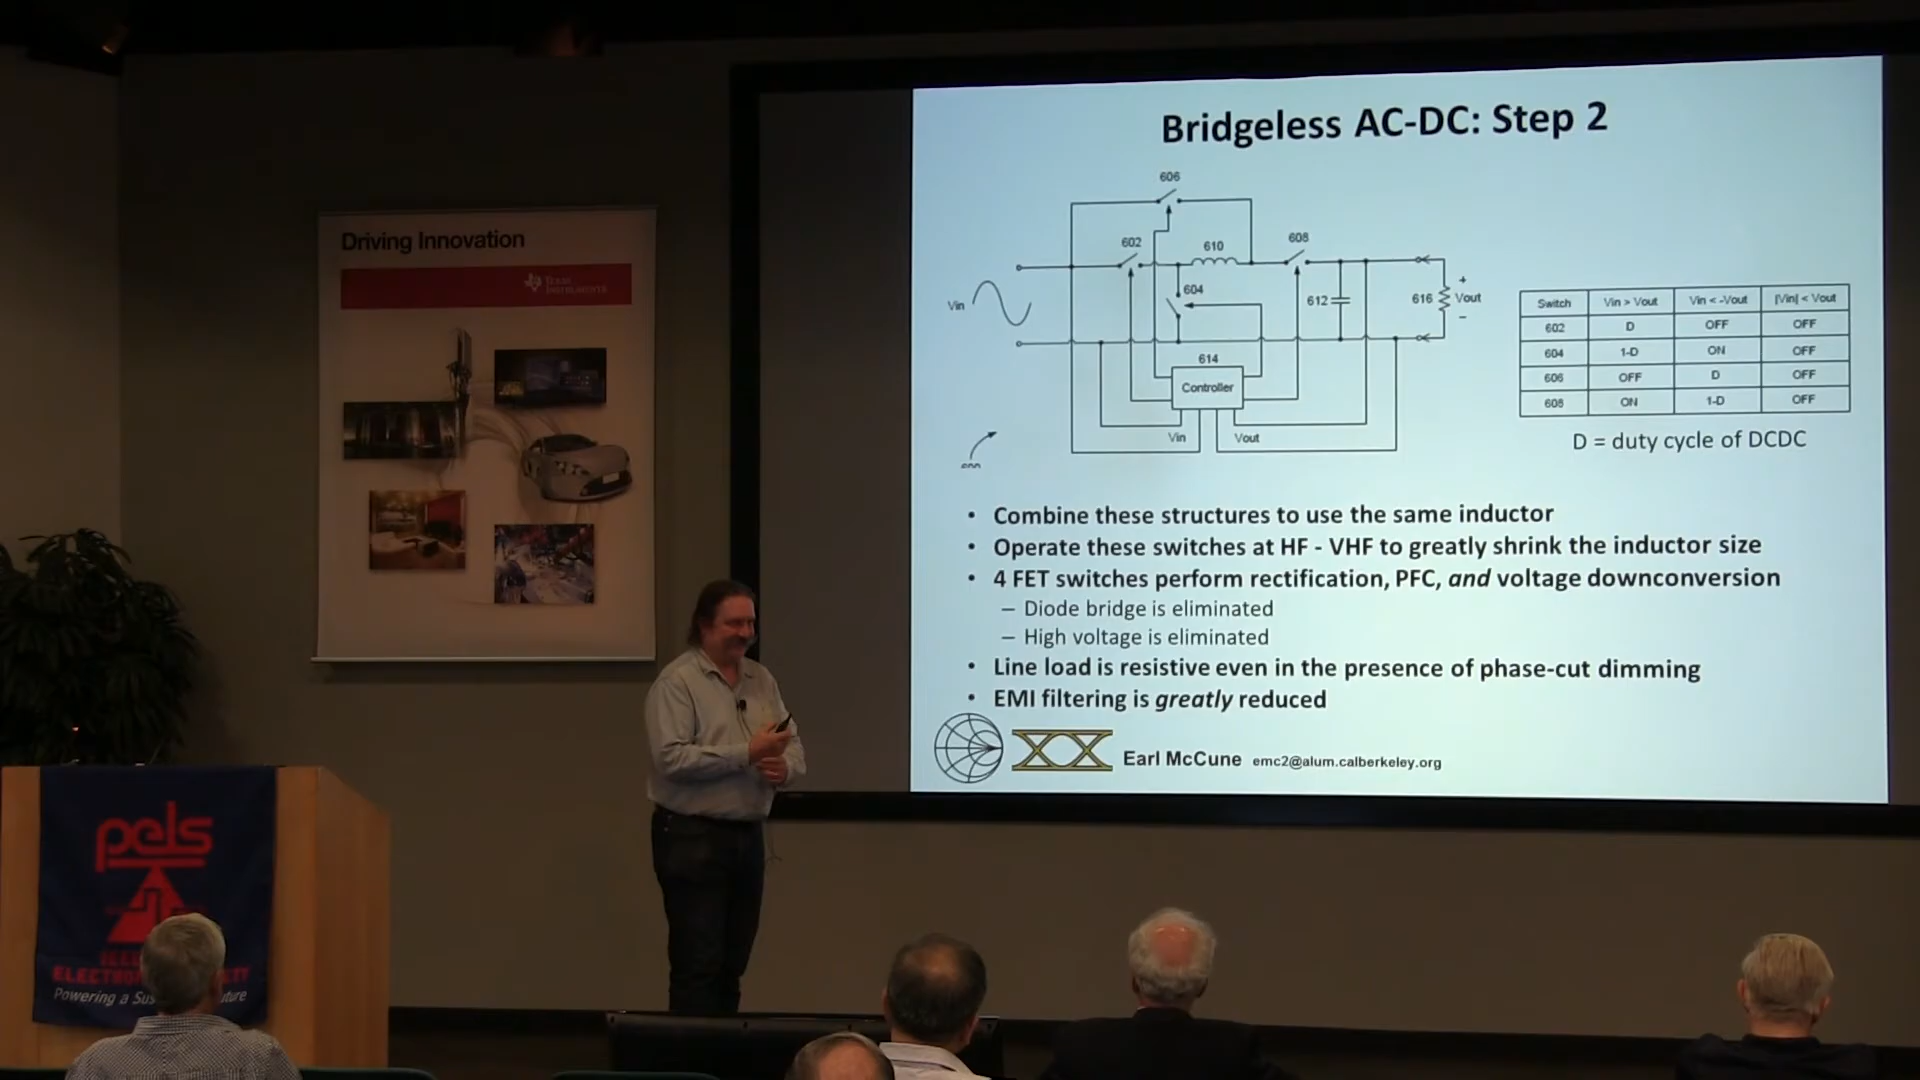 Driving Innovation
TEXAS
INSTRUMENTS
Bridgeless AC-DC: Step 2
606
602
610
608
604
612
616
Vin
+
Vout
–
614
Controller
Vin
Vout
Switch Vin > Vout Vin < -Vout |Vin| < Vout
602 D OFF OFF
604 1-D ON OFF
606 OFF D OFF
608 ON 1-D OFF
D = duty cycle of DCDC
• Combine these structures to use the same inductor
• Operate these switches at HF - VHF to greatly shrink the inductor size
• 4 FET switches perform rectification, PFC, and voltage downconversion
– Diode bridge is eliminated
– High voltage is eliminated
• Line load is resistive even in the presence of phase-cut dimming
• EMI filtering is greatly reduced
Earl McCune emc2@alum.calberkeley.org
pels
Powering a